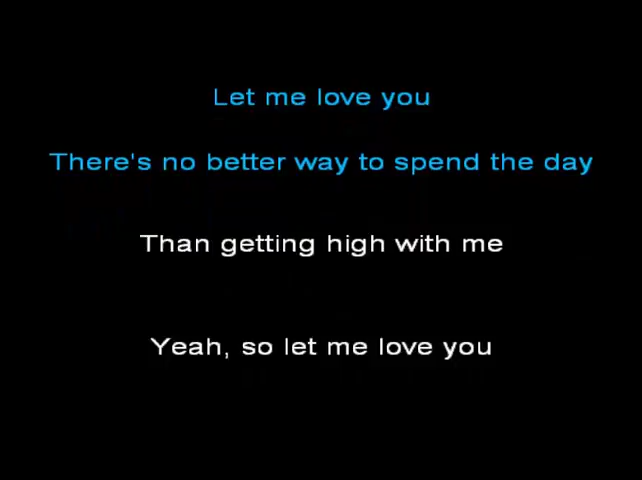 Let me love you
There's no better way to spend the day
Than getting high with me
Yeah, so let me love you